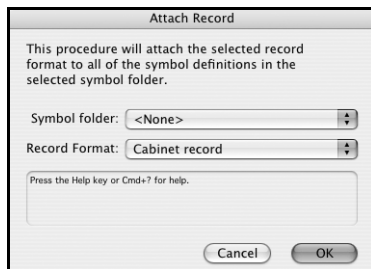 Attach Record
This procedure will attach the selected record
format to all of the symbol definitions in the
selected symbol folder.
Symbol folder: <None>
Record Format: Cabinet record
Press the Help key or Cmd+? for help.
Cancel OK